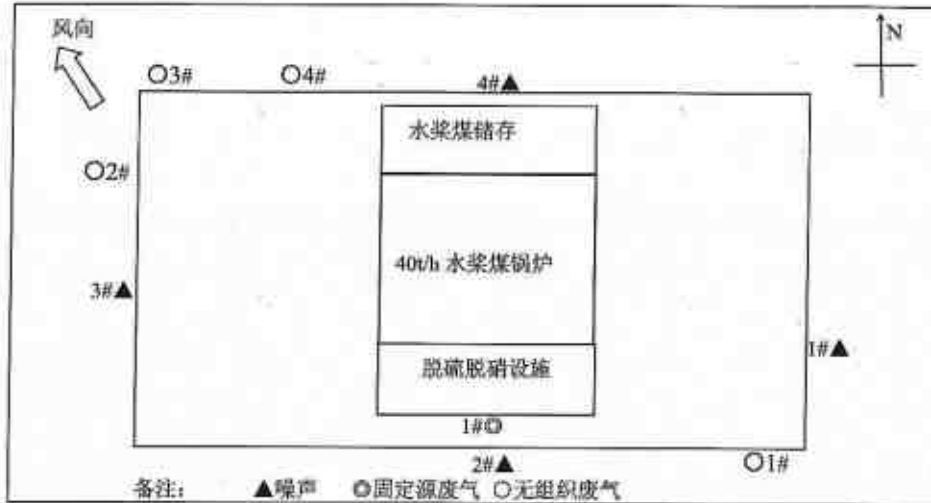 风向
N
○3#
○4#
4#▲
水浆煤储存
○2#
40t/h 水浆煤锅炉
3#▲
1#▲
脱硫脱硝设施
1#◎
2#▲
○1#
备注： ▲噪声 ◎固定源废气 ○无组织废气